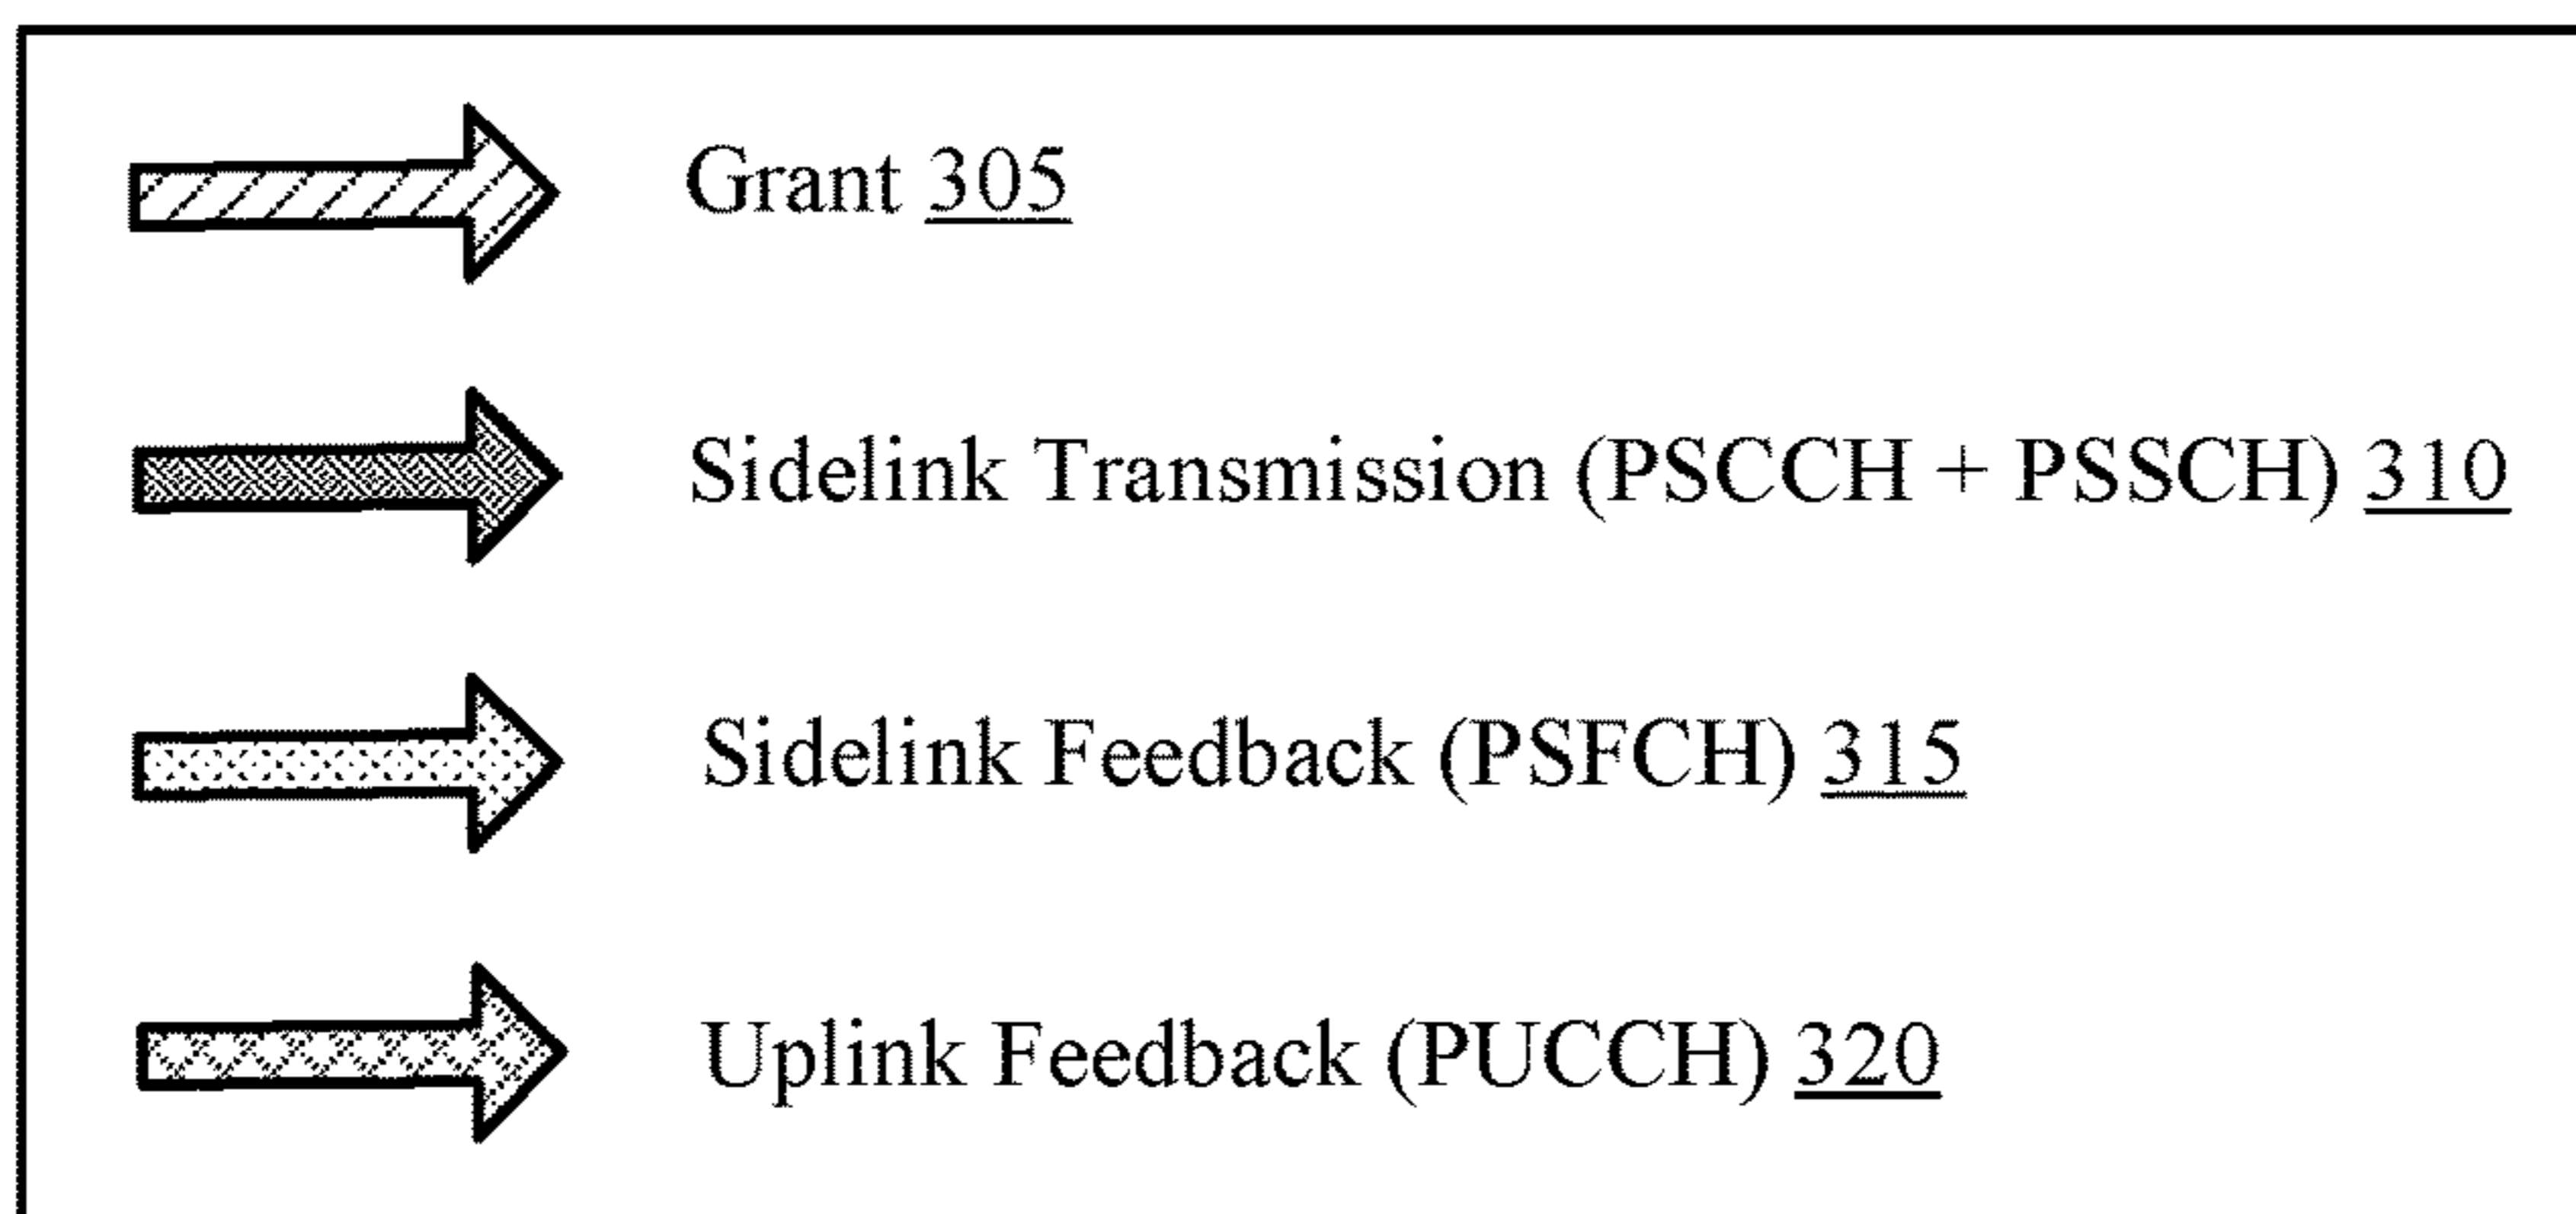 Grant 305
Sidelink Transmission (PSCCH + PSSCH) 310
Sidelink Feedback (PSFCH) 315
Uplink Feedback (PUCCH) 320